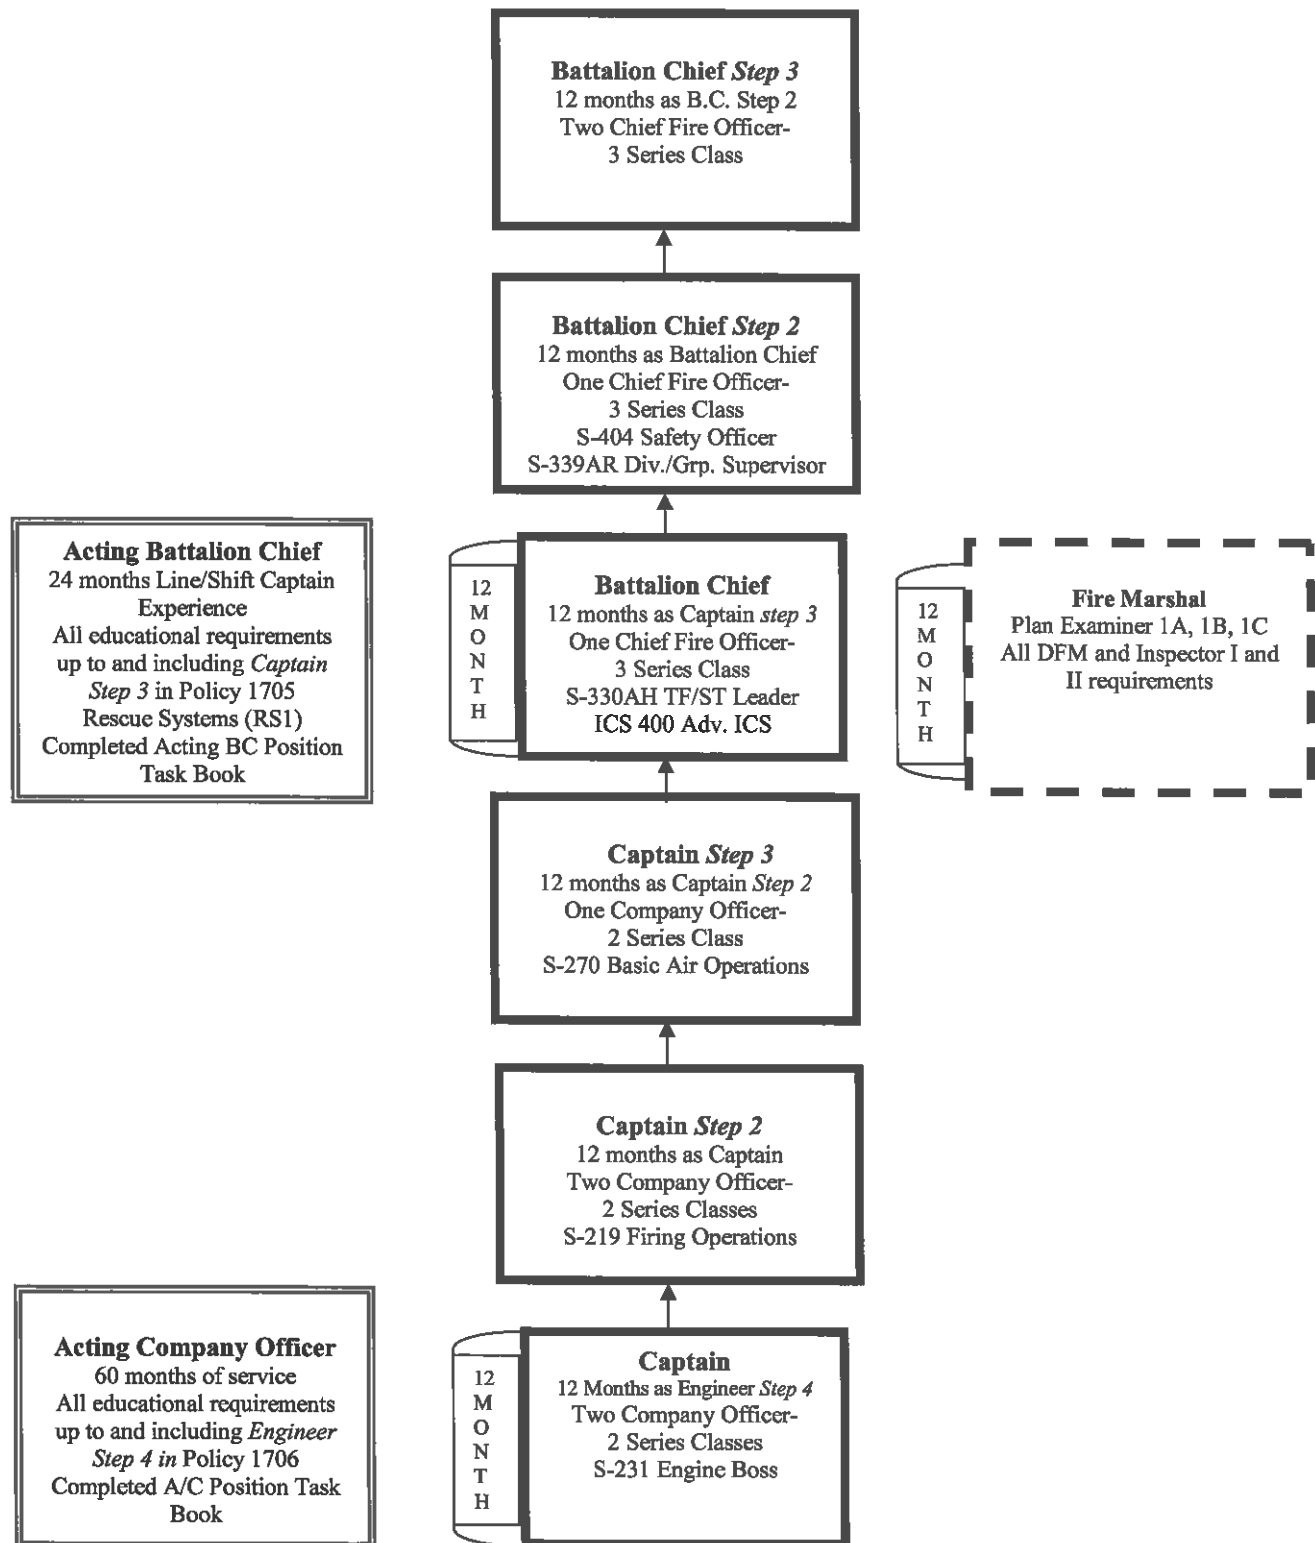 Battalion Chief Step 3
12 months as B.C. Step 2
Two Chief Fire Officer-
3 Series Class
Battalion Chief Step 2
12 months as Battalion Chief
One Chief Fire Officer-
3 Series Class
S-404 Safety Officer
S-339AR Div./Grp. Supervisor
Acting Battalion Chief
24 months Line/Shift Captain
Experience
All educational requirements
up to and including Captain
Step 3 in Policy 1705
Rescue Systems (RS1)
Completed Acting BC Position
Task Book
12
M
O
N
T
H
Battalion Chief
12 months as Captain step 3
One Chief Fire Officer-
3 Series Class
S-330AH TF/ST Leader
ICS 400 Adv. ICS
12
M
O
N
T
H
Fire Marshal
Plan Examiner 1A, 1B, 1C
All DFM and Inspector I and
II requirements
Captain Step 3
12 months as Captain Step 2
One Company Officer-
2 Series Class
S-270 Basic Air Operations
Captain Step 2
12 months as Captain
Two Company Officer-
2 Series Classes
S-219 Firing Operations
Acting Company Officer
60 months of service
All educational requirements
up to and including Engineer
Step 4 in Policy 1706
Completed A/C Position Task
Book
12
M
O
N
T
H
Captain
12 Months as Engineer Step 4
Two Company Officer-
2 Series Classes
S-231 Engine Boss